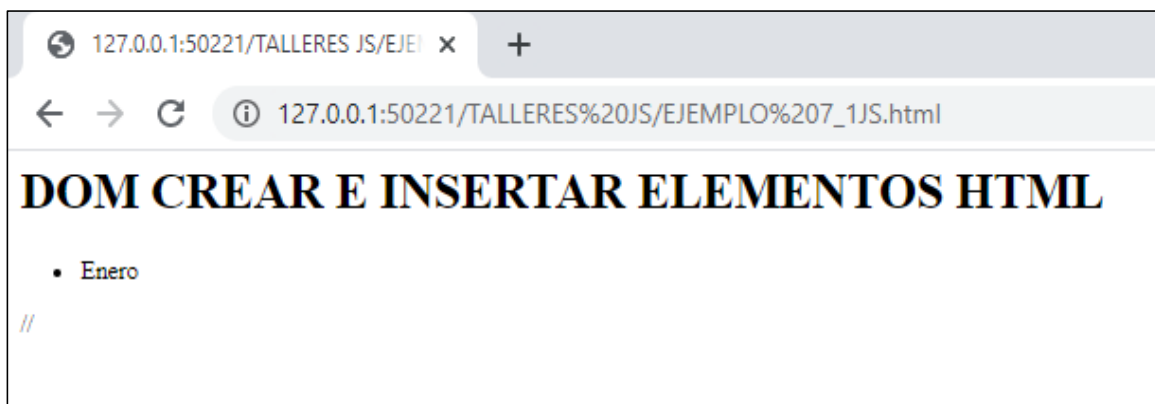 127.0.0.1:50221/TALLERES JS/EJE
127.0.0.1:50221/TALLERES%20JS/EJEMPLO%207_1JS.html
DOM CREAR E INSERTAR ELEMENTOS HTML
• Enero
//